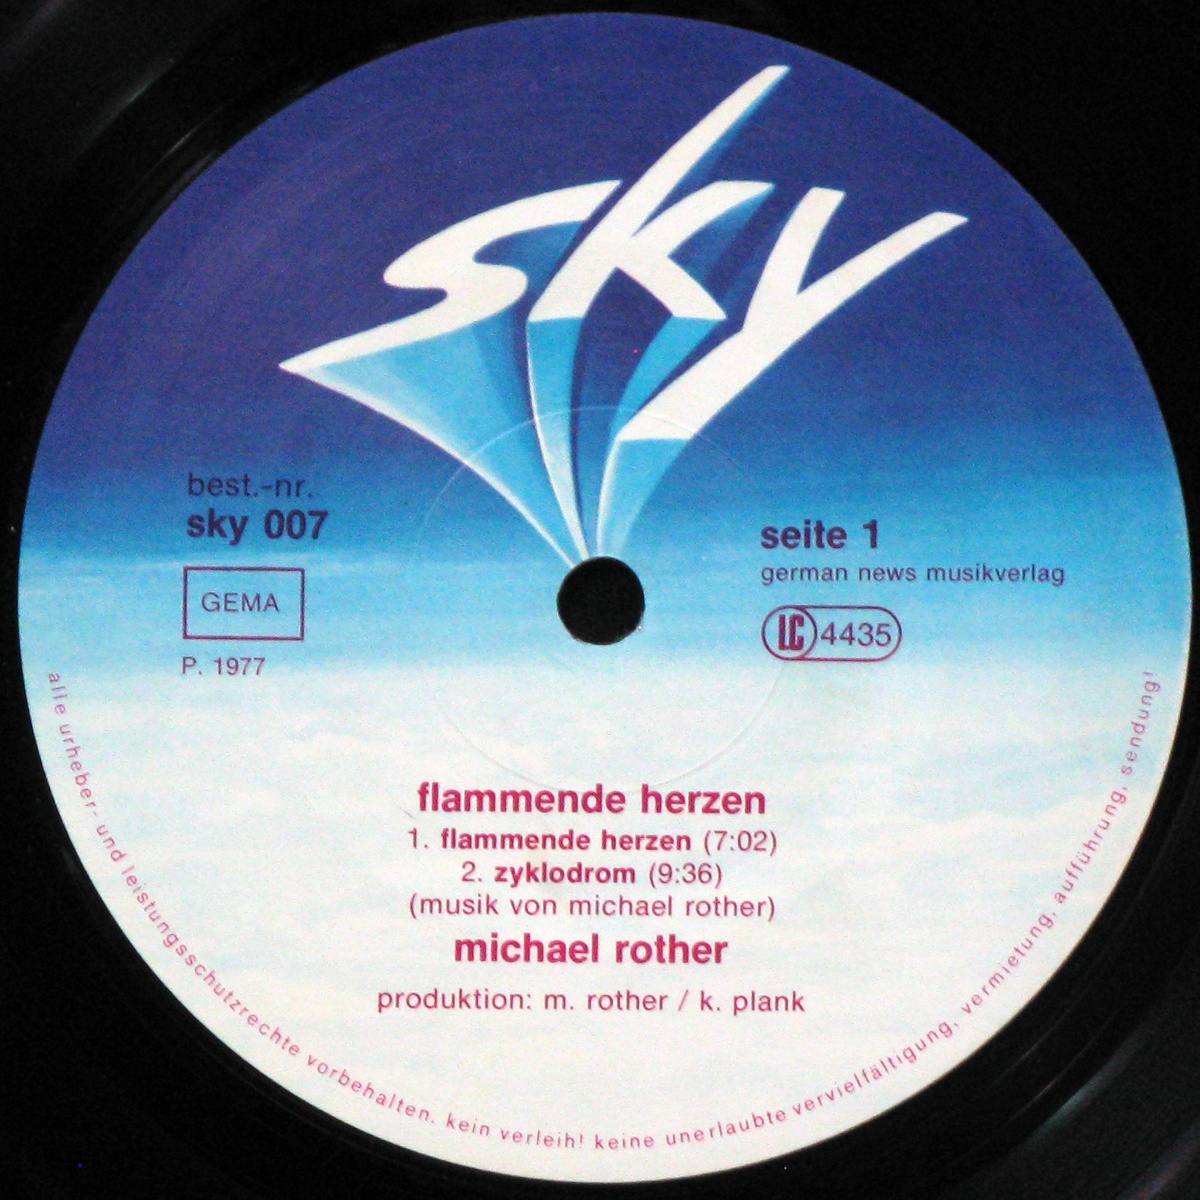 sky
best.-nr.
sky 007
GEMA
P. 1977
seite 1
german news musikverlag
LC 4435
flammende herzen
1. flammende herzen (7:02)
2. zyklodrom (9:36)
(musik von michael rother)
michael rother
produktion: m. rother / k. plank
alle urheber- und leistungsschutzrechte vorbehalten. kein verleih! keine unerlaubte vervielfältigung, vermietung, aufführung, sendung!